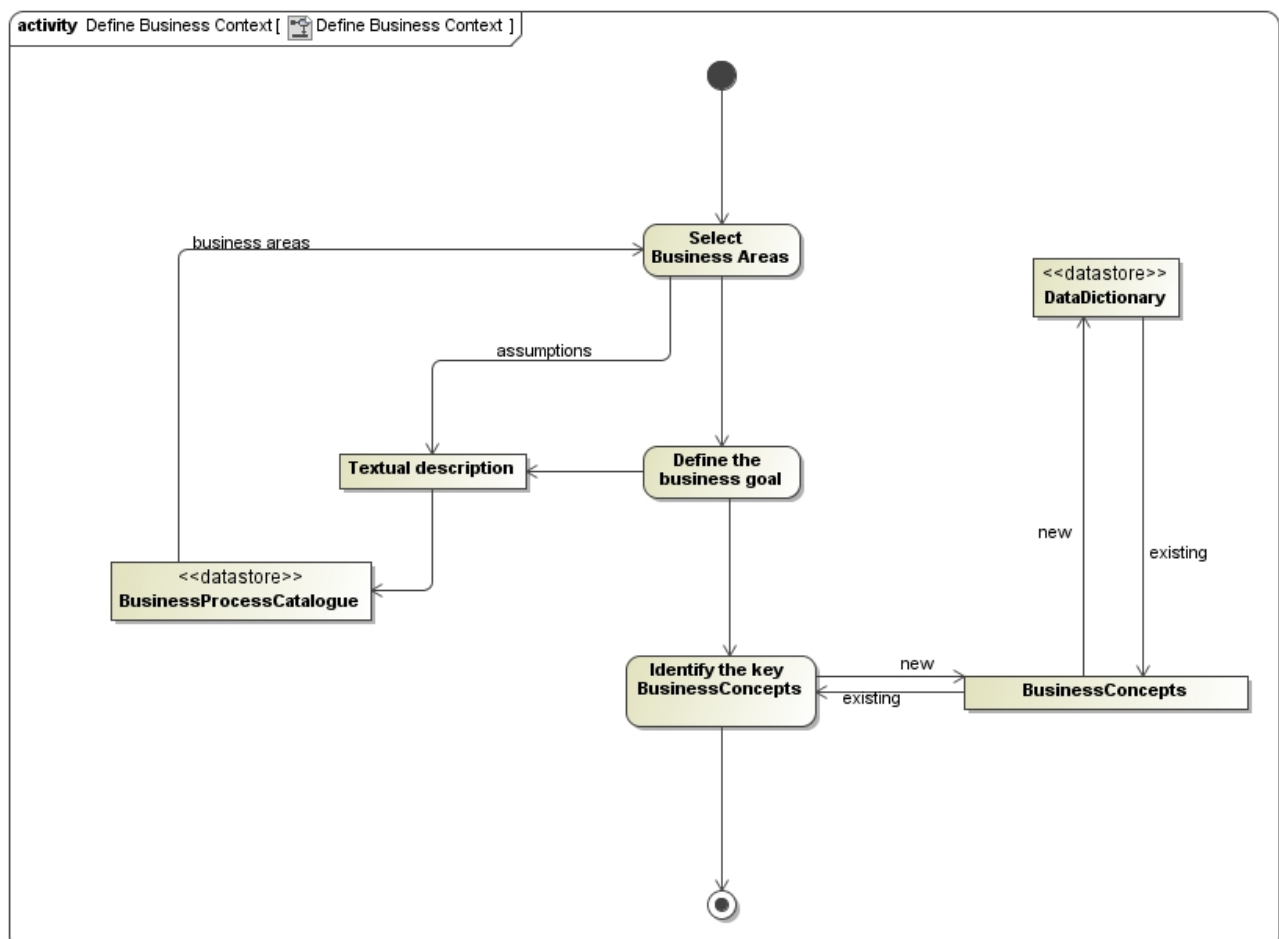 activity Define Business Context [ Define Business Context ]
Select
Business Areas
business areas
<<datastore>>
DataDictionary
assumptions
Textual description
Define the
business goal
new
existing
<<datastore>>
BusinessProcessCatalogue
Identify the key
BusinessConcepts
new
existing
BusinessConcepts